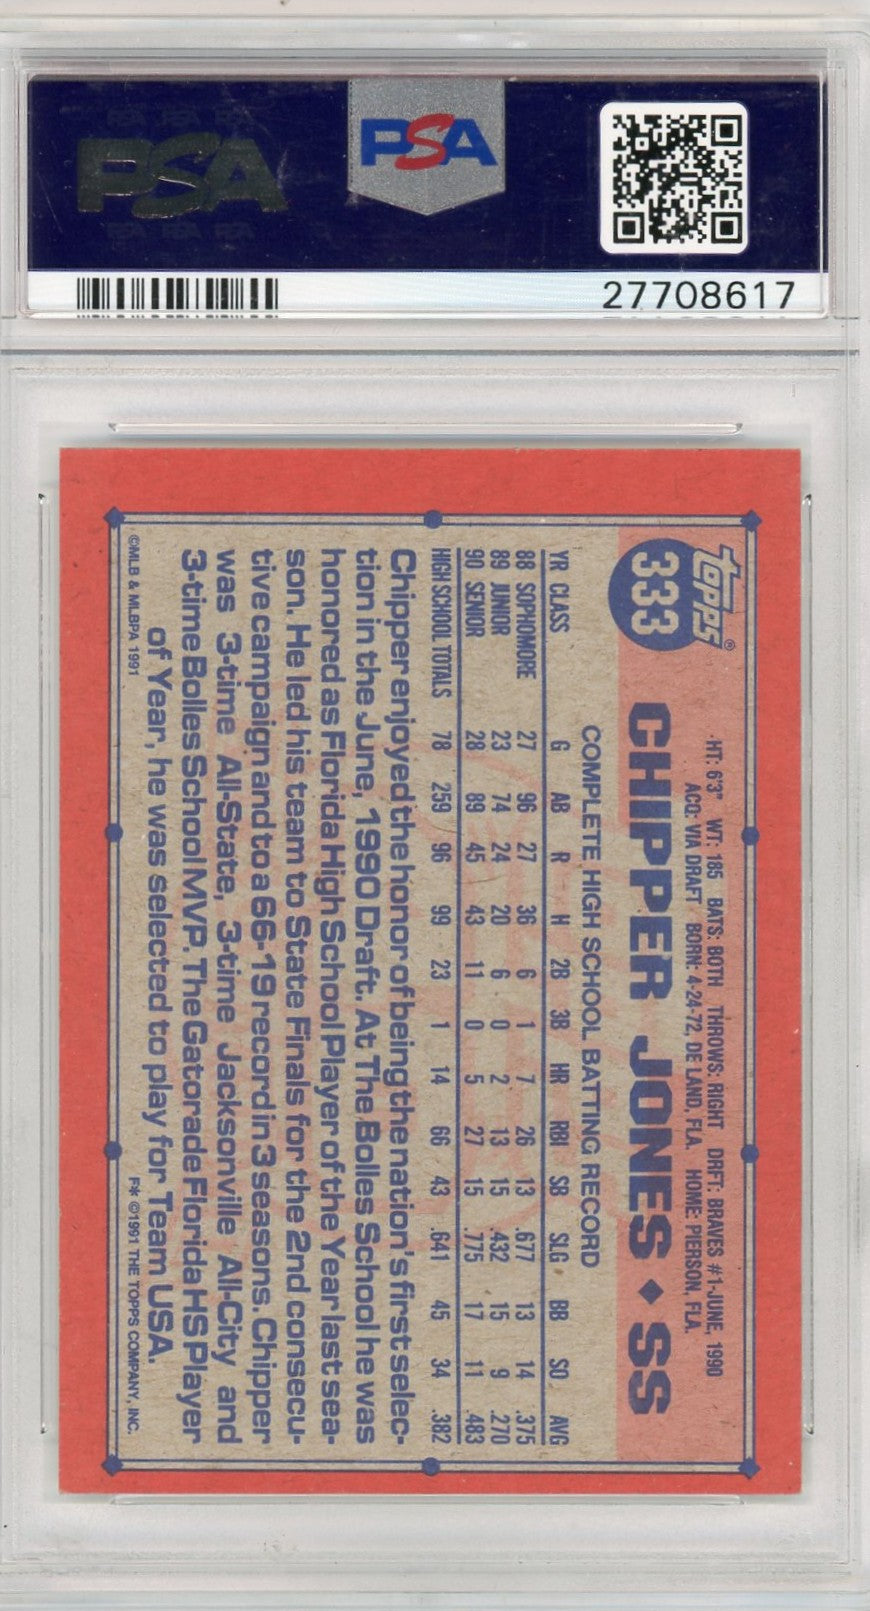 PSA PSA PSA
PSA
PSA PSA PSA
PSA
27708617
topps®
333
HT: 6'3" WT: 185 BATS: BOTH THROWS: RIGHT DRFT: BRAVES #1-JUNE, 1990
ACQ: VIA DRAFT BORN: 4-24-72, DE LAND, FLA. HOME: PIERSON, FLA.
CHIPPER JONES ◆ SS
COMPLETE HIGH SCHOOL BATTING RECORD
YR CLASS G AB R H 2B 3B HR RBI SB SLG BB SO AVG
88 SOPHOMORE 27 96 27 36 6 1 7 26 13 .677 13 14 .375
89 JUNIOR 23 74 24 20 6 0 2 13 15 .432 15 9 .270
90 SENIOR 28 89 45 43 11 0 5 27 15 .775 17 11 .483
HIGH SCHOOL TOTALS 78 259 96 99 23 1 14 66 43 .641 45 34 .382
Chipper enjoyed the honor of being the nation's first selec-
tion in the June, 1990 Draft. At The Bolles School he was
honored as Florida High School Player of the Year last sea-
son. He led his team to State Finals for the 2nd consecu-
tive campaign and to a 66-19 record in 3 seasons. Chipper
was 3-time All-State, 3-time Jacksonville All-City and
3-time Bolles School MVP. The Gatorade Florida HS Player
of Year, he was selected to play for Team USA.
©MLB & MLBPA 1991
F* ©1991 THE TOPPS COMPANY, INC.